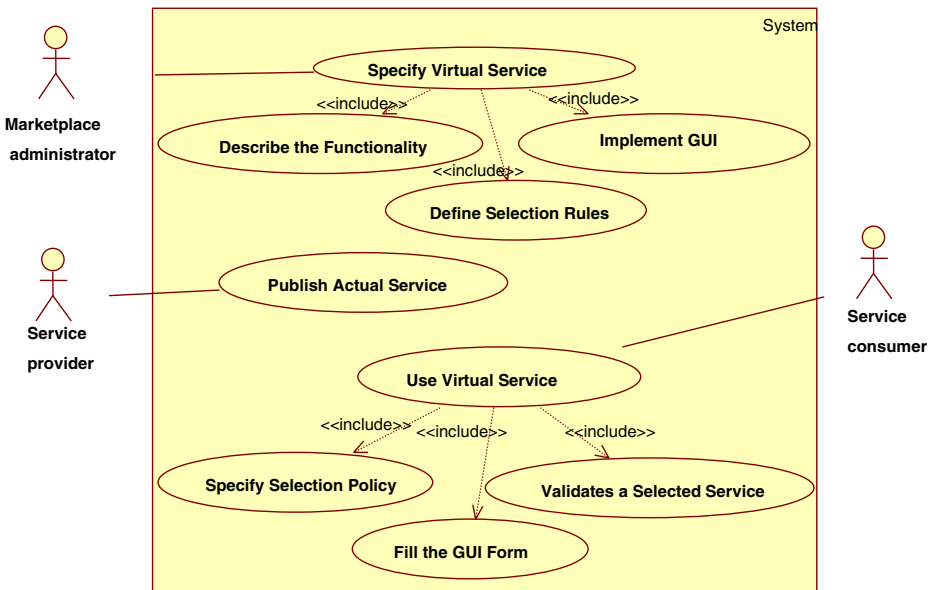 System
Specify Virtual Service
<<include>>
<<include>>
Marketplace
administrator
Describe the Functionality
Implement GUI
<<include>>
Define Selection Rules
Publish Actual Service
Service
provider
Service
consumer
Use Virtual Service
<<include>>
<<include>>
<<include>>
Specify Selection Policy
Validates a Selected Service
Fill the GUI Form